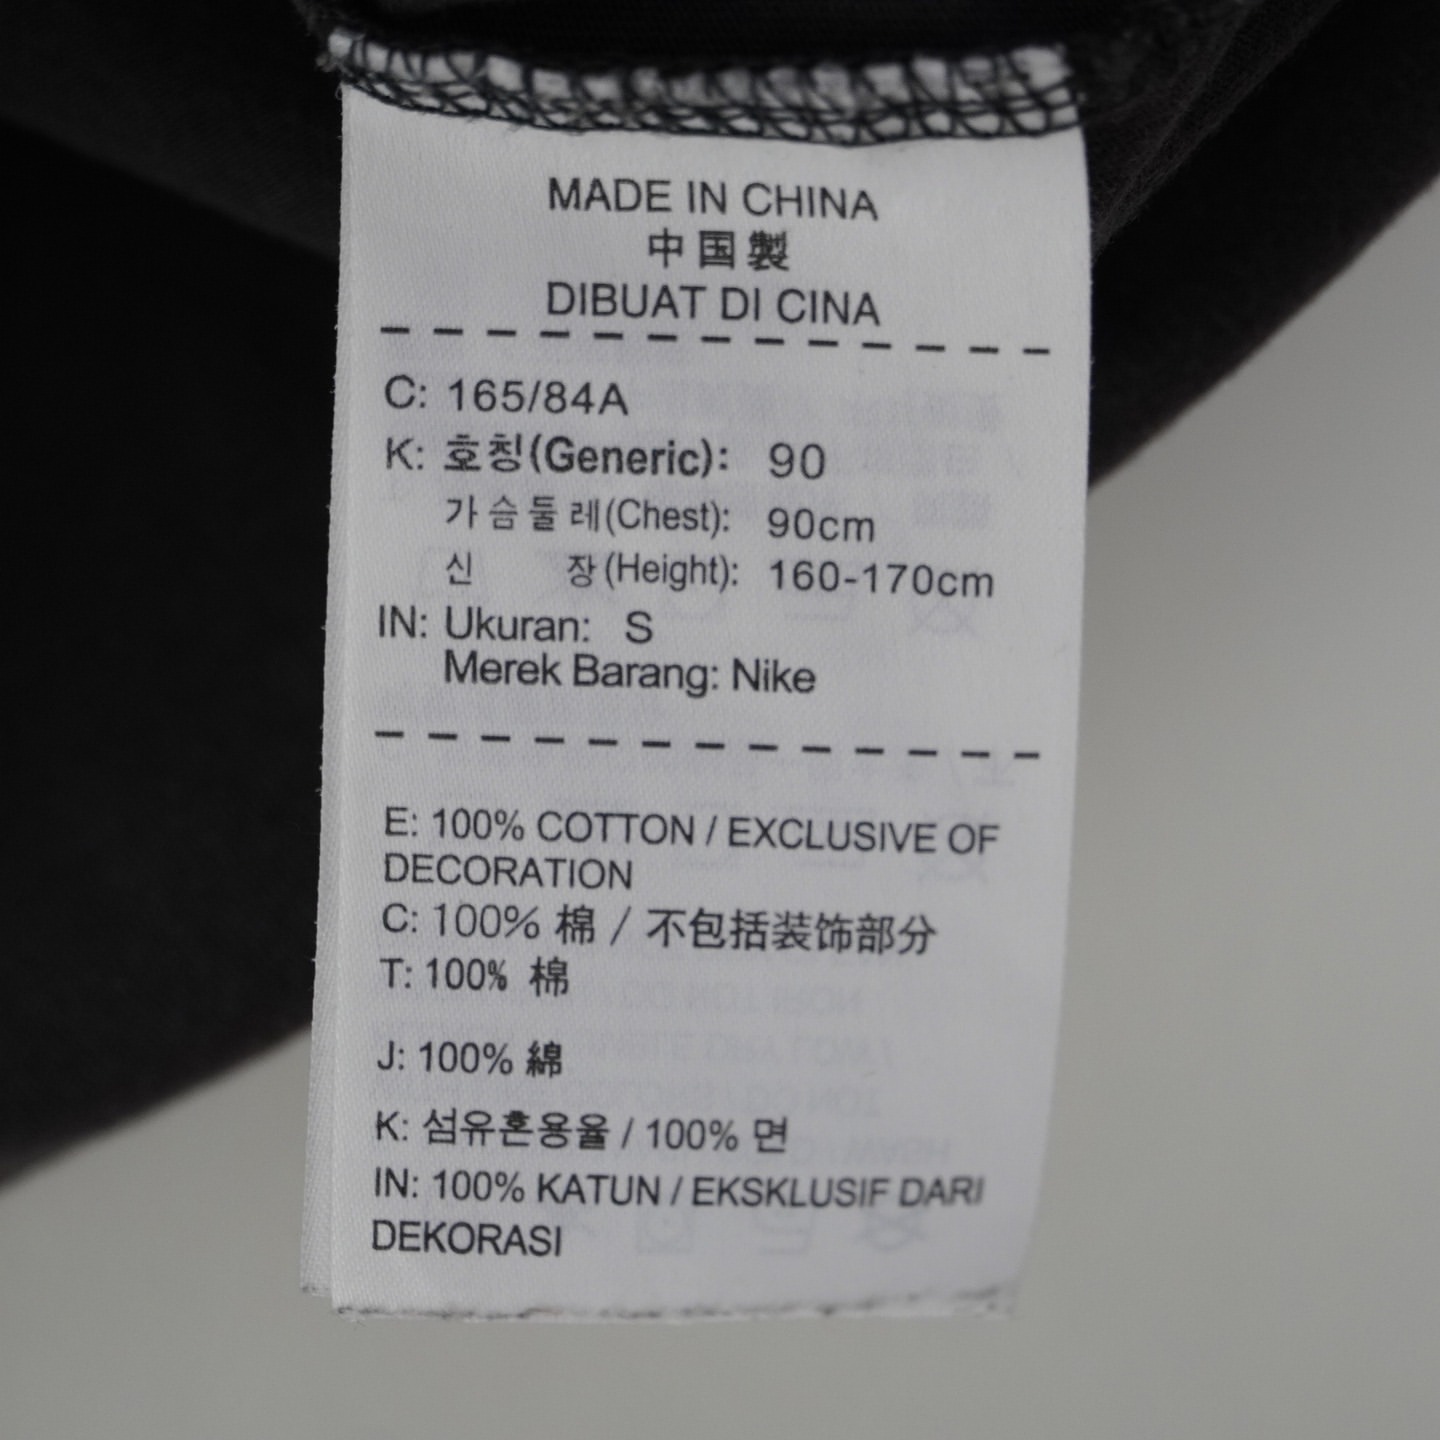 MADE IN CHINA
中国製
DIBUAT DI CINA
C: 165/84A
K: 호칭(Generic): 90
가슴둘레(Chest): 90cm
신 장(Height): 160-170cm
IN: Ukuran: S
Merek Barang: Nike
E: 100% COTTON / EXCLUSIVE OF
DECORATION
C: 100% 棉 / 不包括装饰部分
T: 100% 棉
J: 100% 綿
K: 섬유혼용율 / 100% 면
IN: 100% KATUN / EKSKLUSIF DARI
DEKORASI